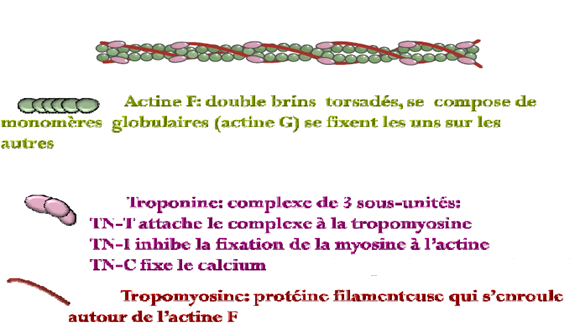 Actine F: double brins torsadés, se compose de
monomères globulaires (actine G) se fixent les uns sur les
autres
Troponine: complexe de 3 sous-unités:
TN-T attache le complexe à la tropomyosine
TN-I inhibe la fixation de la myosine à l'actine
TN-C fixe le calcium
Tropomyosine: protéine filamenteuse qui s'enroule
autour de l'actine F